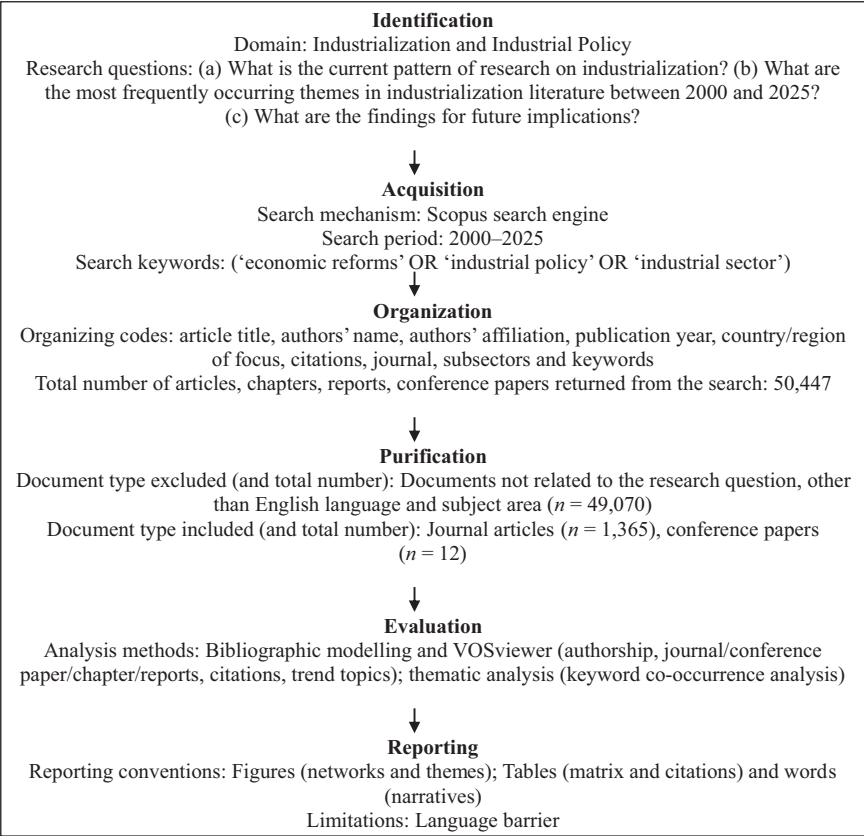 Identification
Domain: Industrialization and Industrial Policy
Research questions: (a) What is the current pattern of research on industrialization? (b) What are
the most frequently occurring themes in industrialization literature between 2000 and 2025?
(c) What are the findings for future implications?
Acquisition
Search mechanism: Scopus search engine
Search period: 2000–2025
Search keywords: (‘economic reforms’ OR ‘industrial policy’ OR ‘industrial sector’)
Organization
Organizing codes: article title, authors’ name, authors’ affiliation, publication year, country/region
of focus, citations, journal, subsectors and keywords
Total number of articles, chapters, reports, conference papers returned from the search: 50,447
Purification
Document type excluded (and total number): Documents not related to the research question, other
than English language and subject area (n = 49,070)
Document type included (and total number): Journal articles (n = 1,365), conference papers
(n = 12)
Evaluation
Analysis methods: Bibliographic modelling and VOSviewer (authorship, journal/conference
paper/chapter/reports, citations, trend topics); thematic analysis (keyword co-occurrence analysis)
Reporting
Reporting conventions: Figures (networks and themes); Tables (matrix and citations) and words
(narratives)
Limitations: Language barrier